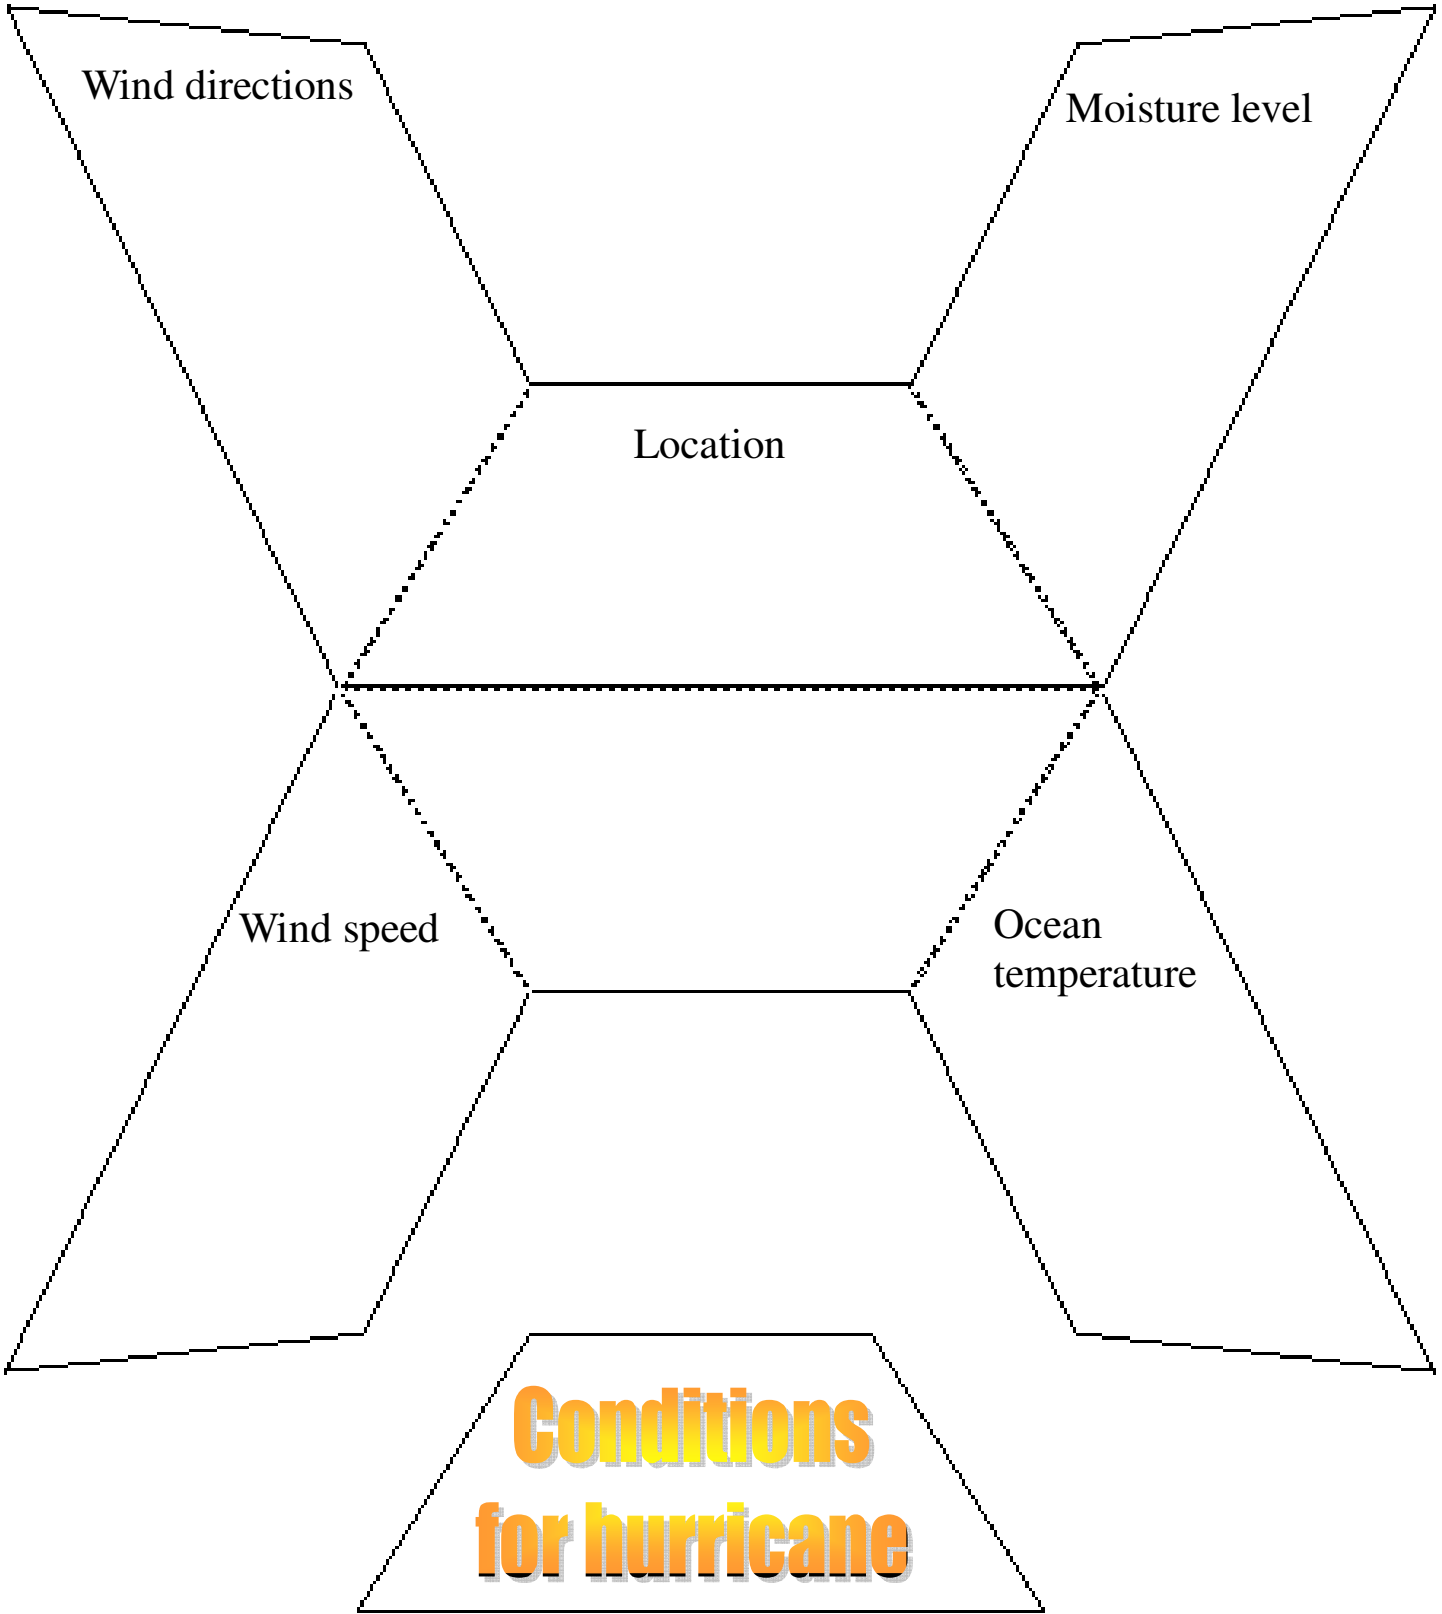 Wind directions
Moisture level
Location
Wind speed
Ocean
temperature
Conditions
for hurricane